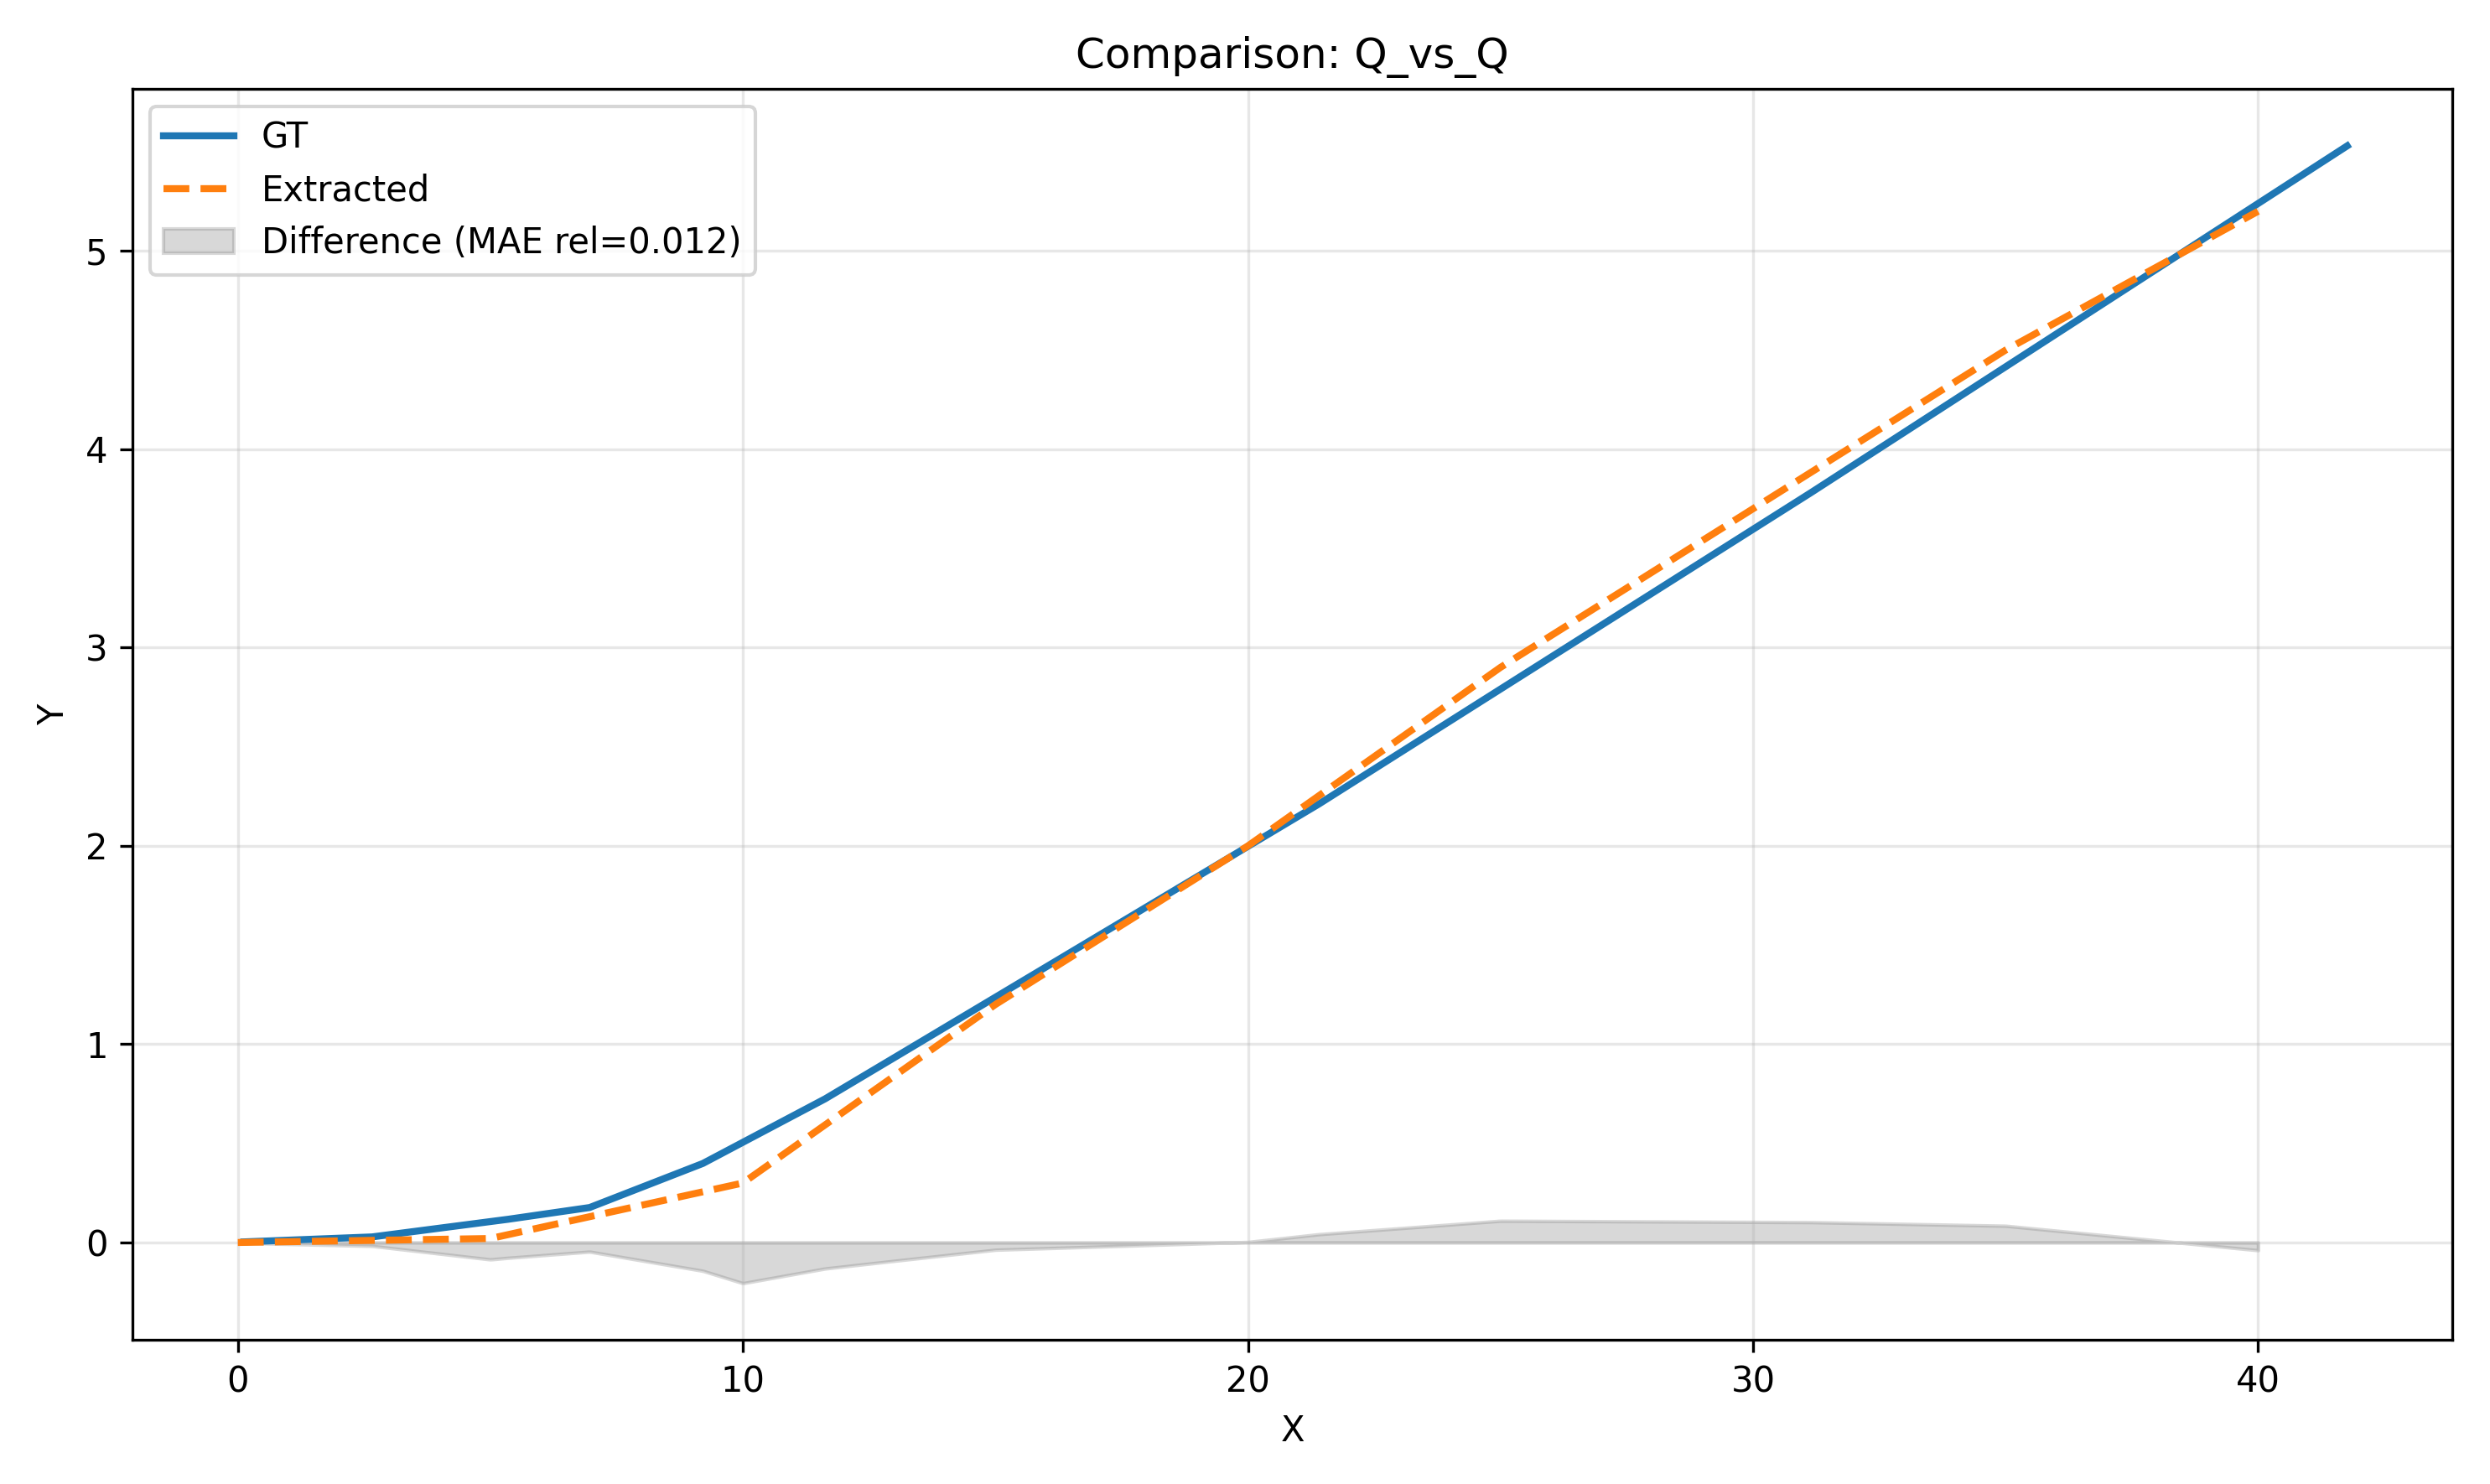 Comparison: Q_vs_Q
GT
Extracted
Difference (MAE rel=0.012)
5
4
3
2
1
0
Y
0 10 20 30 40
X